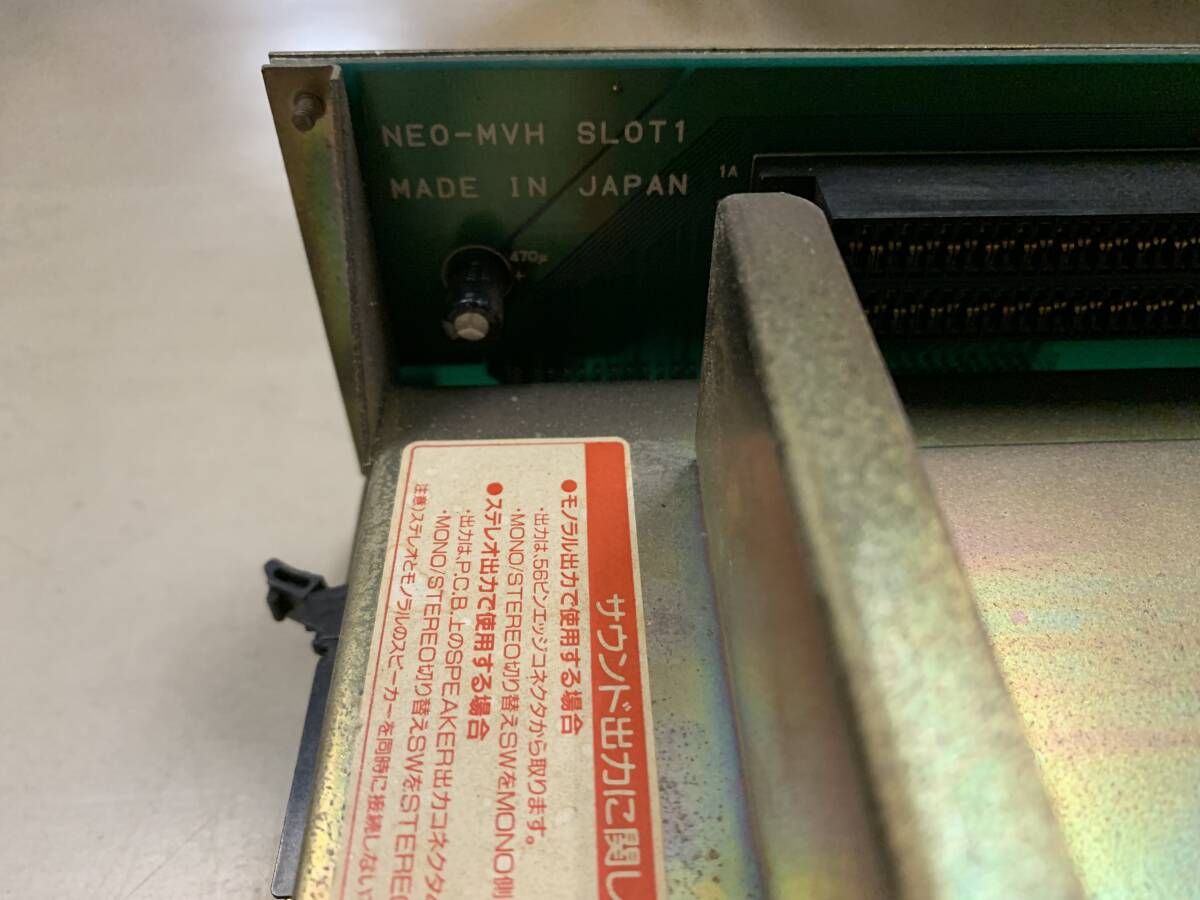 NEO-MVH SLOT1
MADE IN JAPAN
1A
470μ
+
サウンド出力に関し
●モノラル出力で使用する場合
・出力は、56ピンエッジコネクタから取ります。
・MONO/STEREO切り替えSWをMONO側
●ステレオ出力で使用する場合
・出力は、P.C.B.上のSPEAKER出力コネクタ
・MONO/STEREO切り替えSWをSTEREO
注意)ステレオとモノラルのスピーカーを同時に接続しない